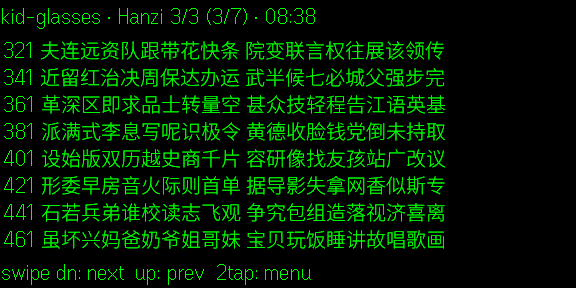 kid-glasses · Hanzi 3/3 (3/7) · 08:38
321 夫连远资队跟带花快条 院变联言权往展该领传
341 近留红治决周保达办运 武半候七必城父强步完
361 革深区即求品士转量空 甚众技轻程告江语英基
381 派满式李息写呢识极令 黄德收脸钱党倒未持取
401 设始版双历越史商千片 容研像找友孩站广改议
421 形委早房音火际则首单 据导影失拿网香似斯专
441 石若兵弟谁校读志飞观 争究包组造落视济喜离
461 虽坏兴妈爸奶爷姐哥妹 宝贝玩饭睡讲故唱歌画
swipe dn: next  up: prev  2tap: menu